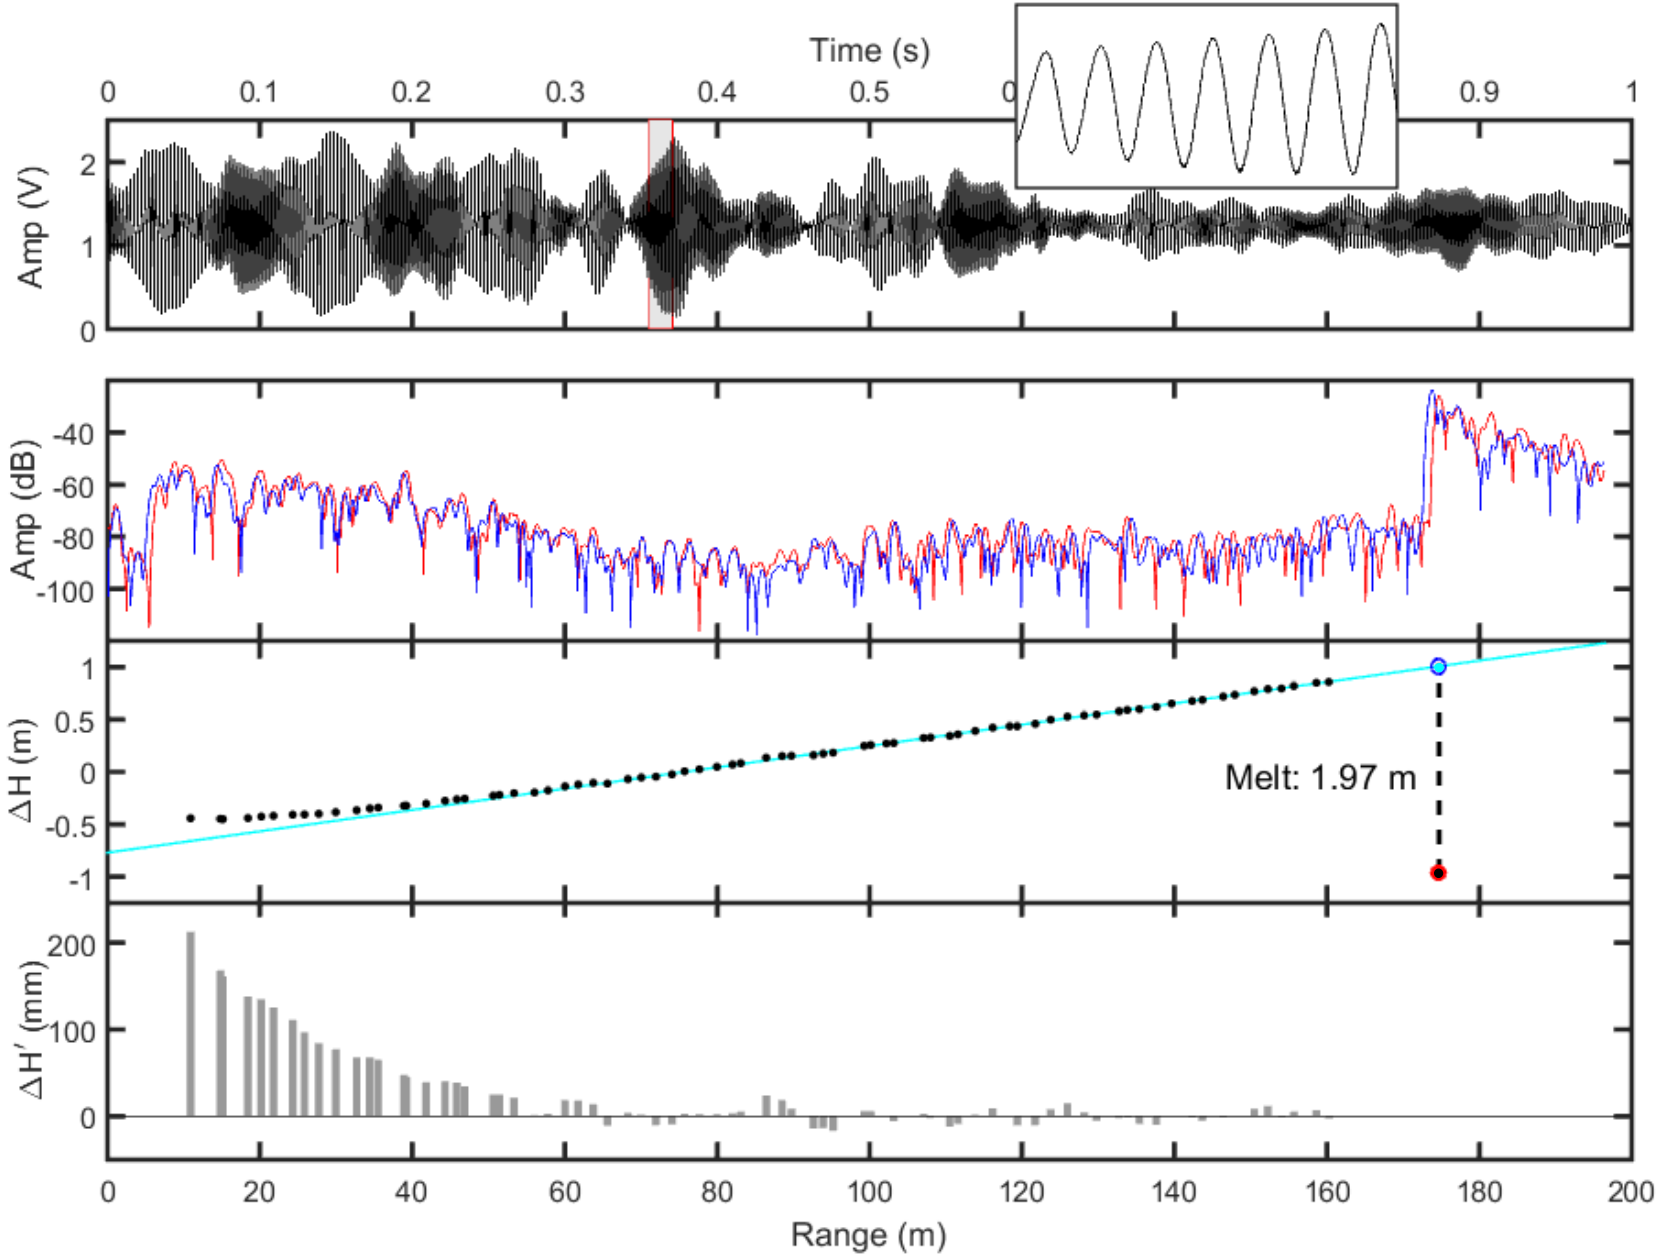 Time (s)
0 0.1 0.2 0.3 0.4 0.5 0 0.9 1
Amp (V)
2
1
0
Amp (dB)
-40
-60
-80
-100
ΔH (m)
1
0.5
0
-0.5
-1
Melt: 1.97 m
ΔH′ (mm)
200
100
0
0 20 40 60 80 100 120 140 160 180 200
Range (m)